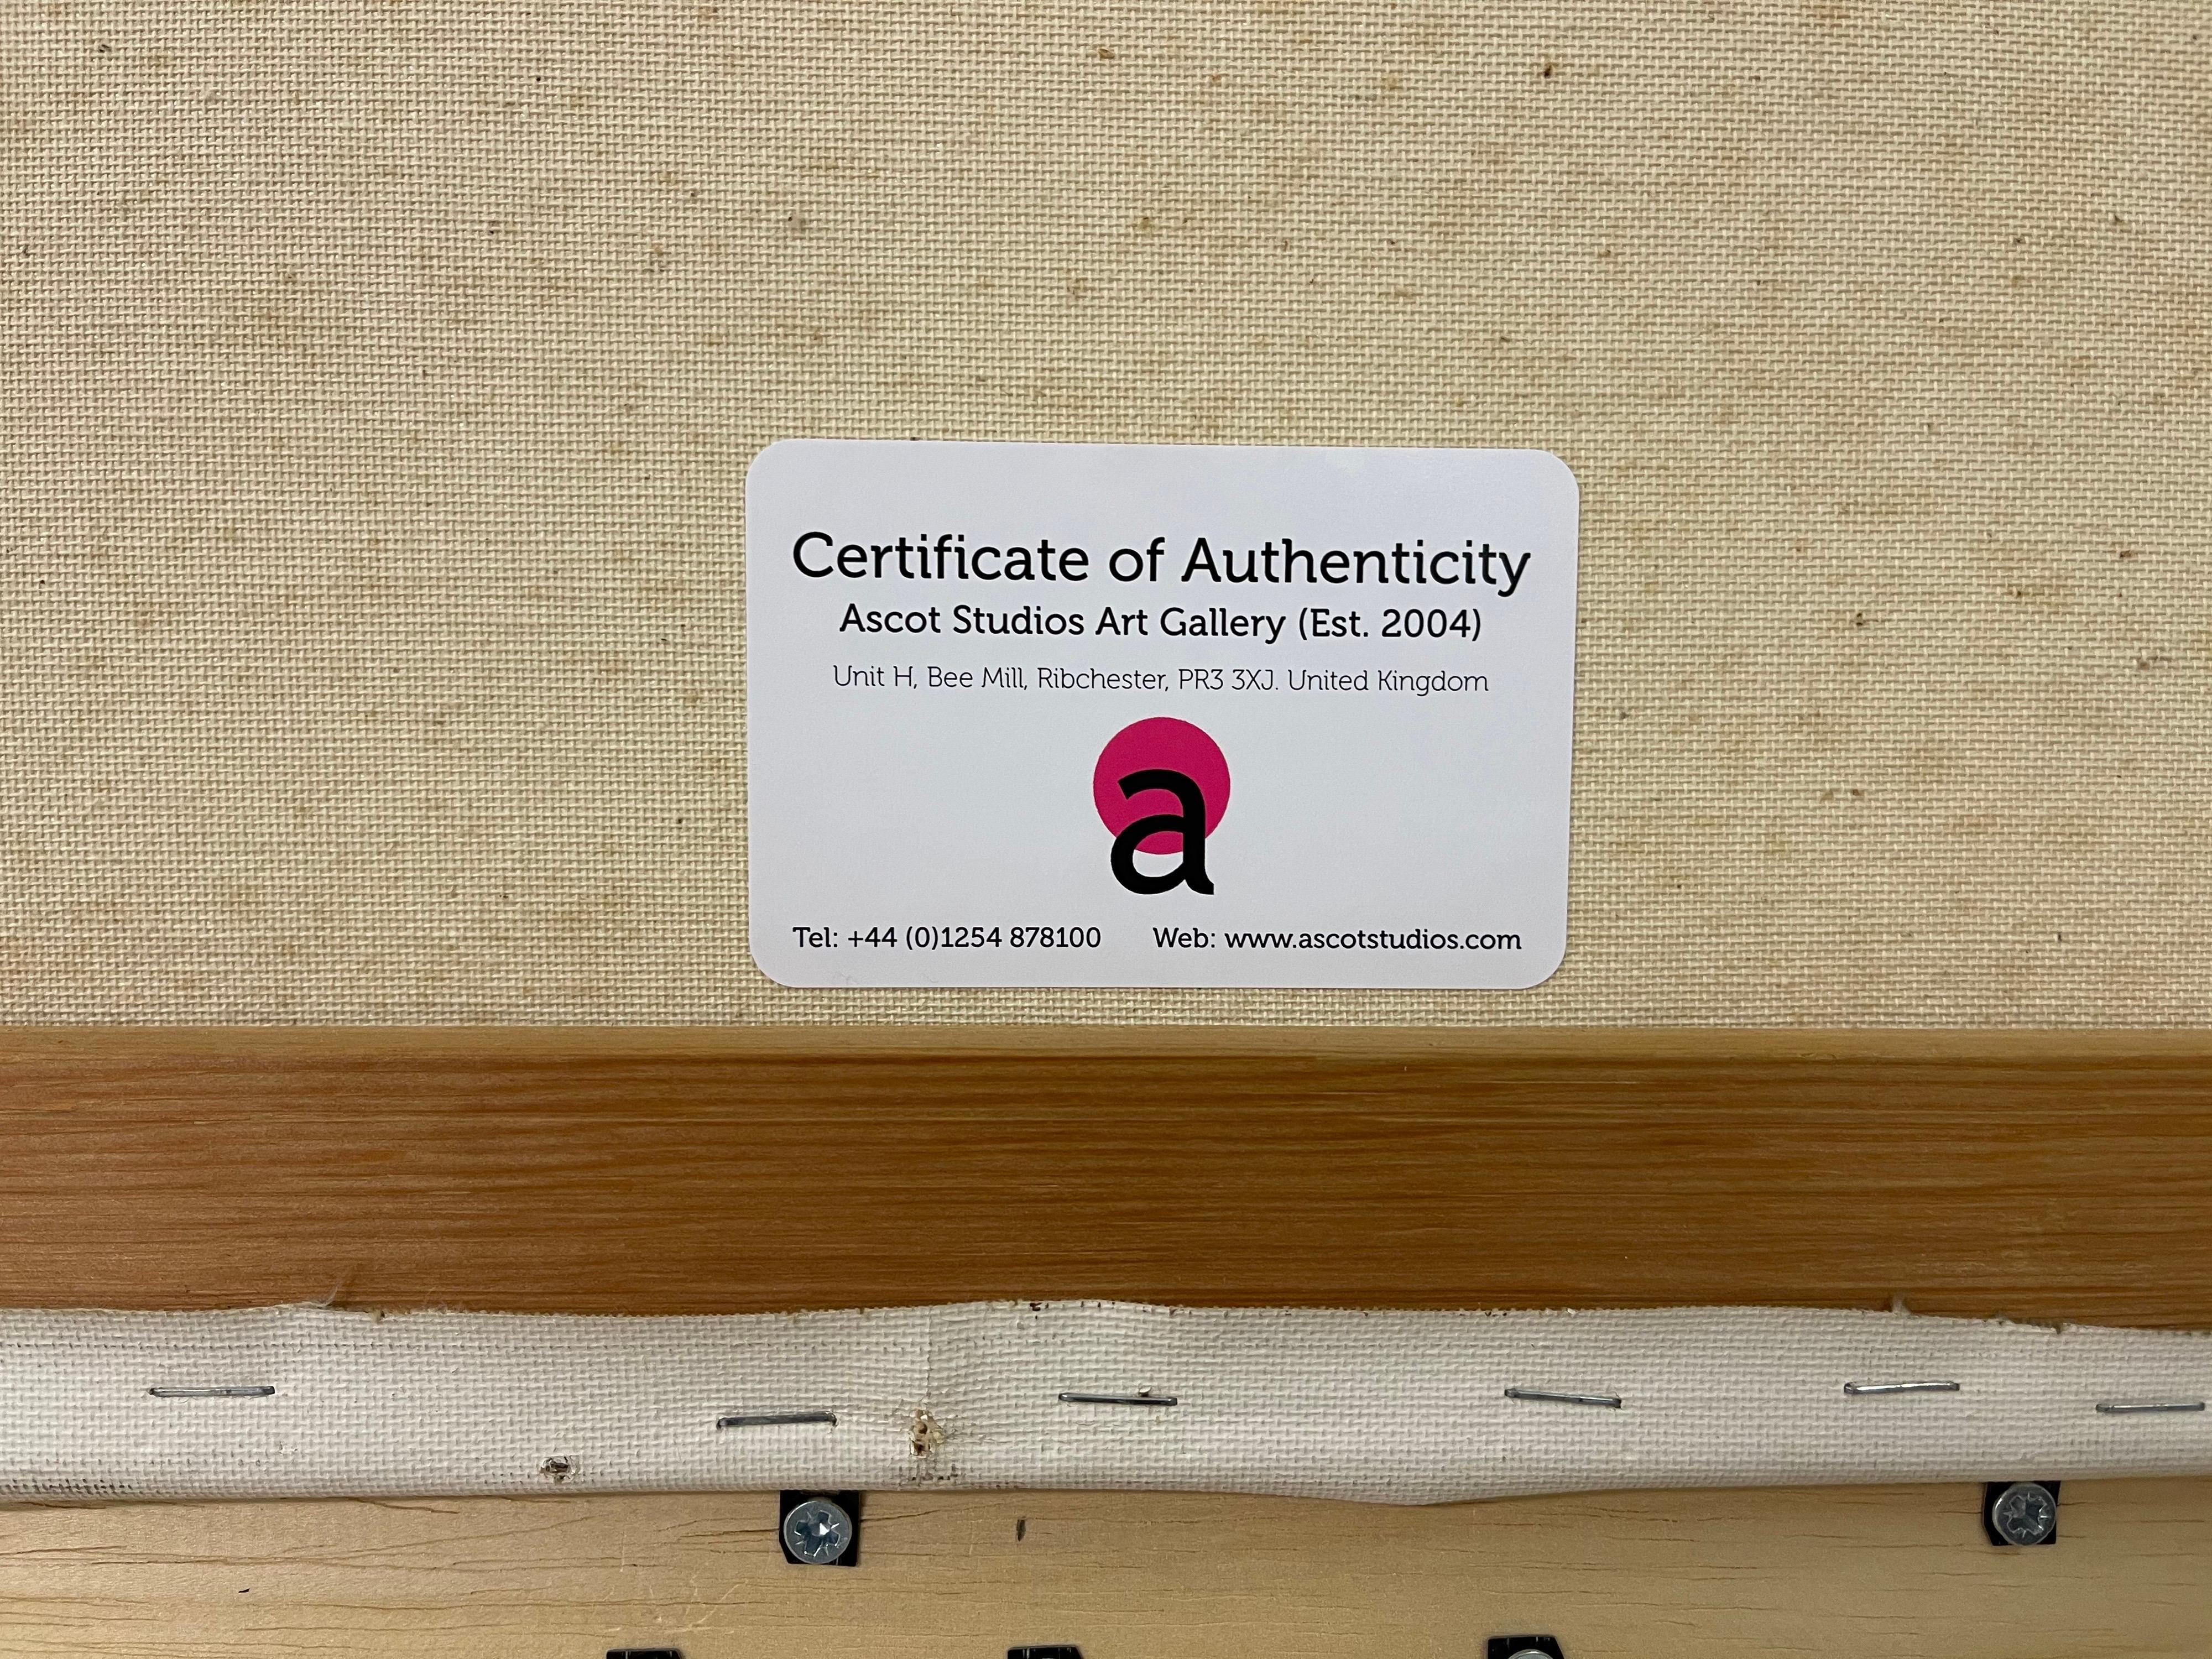 Certificate of Authenticity
Ascot Studios Art Gallery (Est. 2004)
Unit H, Bee Mill, Ribchester, PR3 3XJ. United Kingdom
a
Tel: +44 (0)1254 878100 Web: www.ascotstudios.com